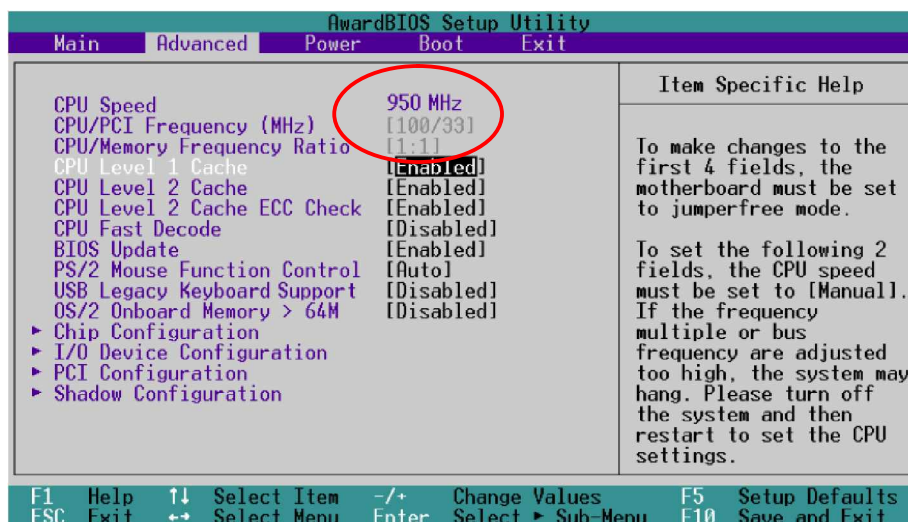 AwardBIOS Setup Utility
Main Advanced Power Boot Exit
Item Specific Help
CPU Speed 950 MHz
CPU/PCI Frequency (MHz) [100/33]
CPU/Memory Frequency Ratio [1:1]
CPU Level 1 Cache [Enabled]
CPU Level 2 Cache [Enabled]
CPU Level 2 Cache ECC Check [Enabled]
CPU Fast Decode [Disabled]
BIOS Update [Enabled]
PS/2 Mouse Function Control [Auto]
USB Legacy Keyboard Support [Disabled]
OS/2 Onboard Memory > 64M [Disabled]
► Chip Configuration
► I/O Device Configuration
► PCI Configuration
► Shadow Configuration
To make changes to the
first 4 fields, the
motherboard must be set
to jumperfree mode.
To set the following 2
fields, the CPU speed
must be set to [Manual].
If the frequency
multiple or bus
frequency are adjusted
too high, the system may
hang. Please turn off
the system and then
restart to set the CPU
settings.
F1 Help ↑↓ Select Item -/+ Change Values F5 Setup Defaults
ESC Exit ←→ Select Menu Enter Select ► Sub-Menu F10 Save and Exit